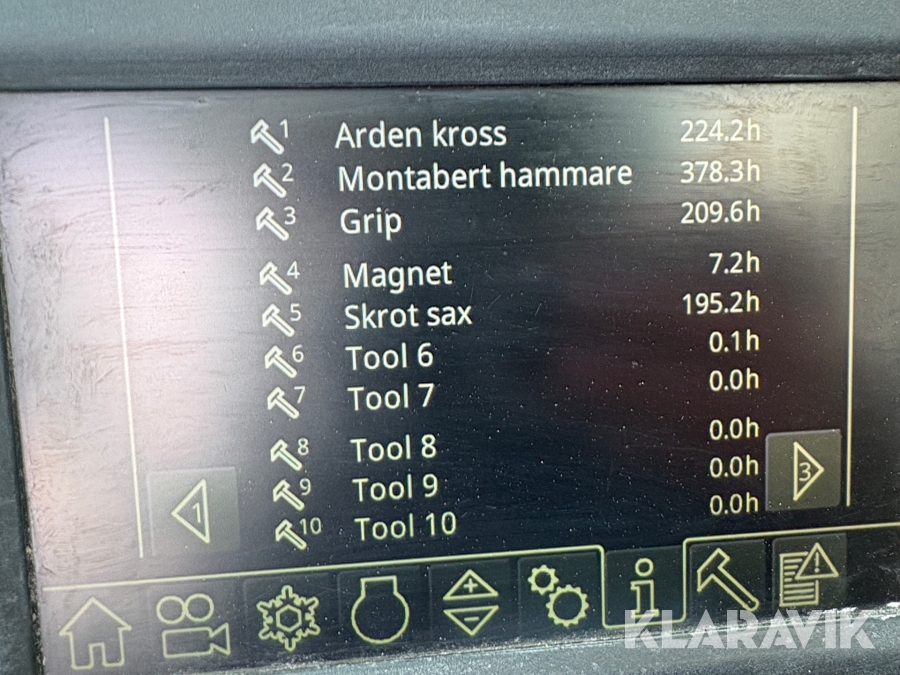 1 Arden kross 224.2h
2 Montabert hammare 378.3h
3 Grip 209.6h
4 Magnet 7.2h
5 Skrot sax 195.2h
6 Tool 6 0.1h
7 Tool 7 0.0h
8 Tool 8 0.0h
9 Tool 9 0.0h
10 Tool 10 0.0h
1
3
KLARAVIK